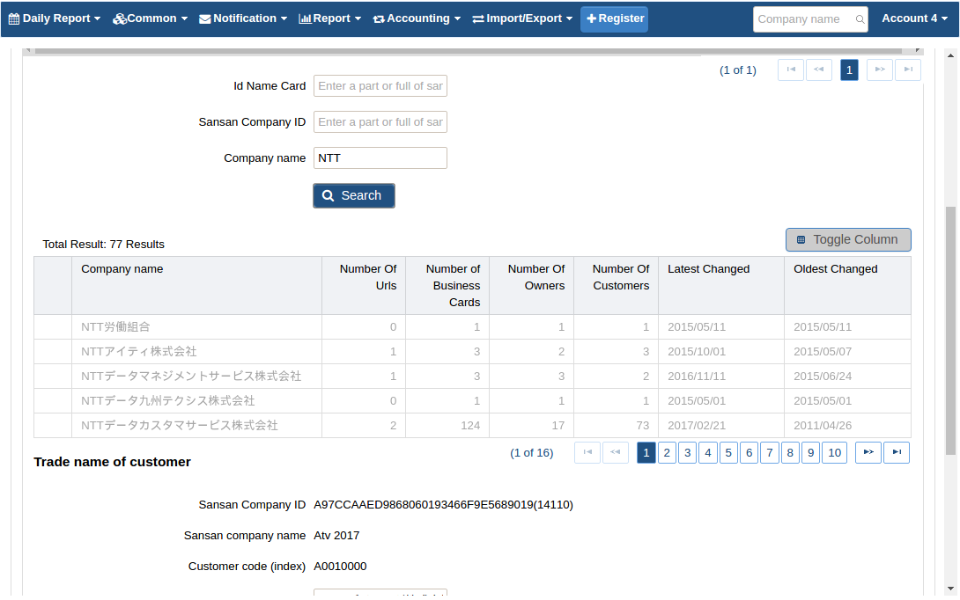 Daily Report Common Notification Report Accounting Import/Export Register Company name Account 4
(1 of 1) 1
Id Name Card Enter a part or full of sar
Sansan Company ID Enter a part or full of sar
Company name NTT
Search
Total Result: 77 Results
Toggle Column
Company name Number Of Urls Number of Business Cards Number Of Owners Number Of Customers Latest Changed Oldest Changed
NTT労働組合 0 1 1 1 2015/05/11 2015/05/11
NTTアイティ株式会社 1 3 2 3 2015/10/01 2015/05/07
NTTデータマネジメントサービス株式会社 1 3 3 2 2016/11/11 2015/06/24
NTTデータ九州テクシス株式会社 0 1 1 1 2015/05/01 2015/05/01
NTTデータカスタマサービス株式会社 2 124 17 73 2017/02/21 2011/04/26
(1 of 16) 1 2 3 4 5 6 7 8 9 10
Trade name of customer
Sansan Company ID A97CCAAED9868060193466F9E5689019(14110)
Sansan company name Atv 2017
Customer code (index) A0010000